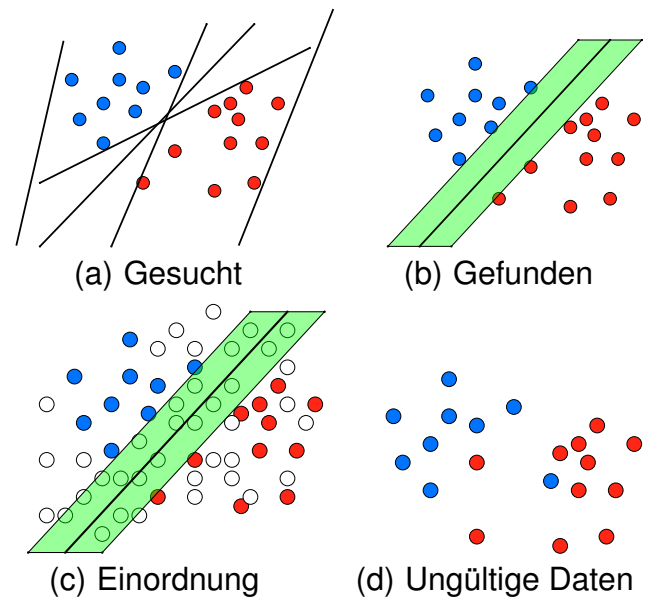 (a) Gesucht
(b) Gefunden
(c) Einordnung
(d) Ungültige Daten